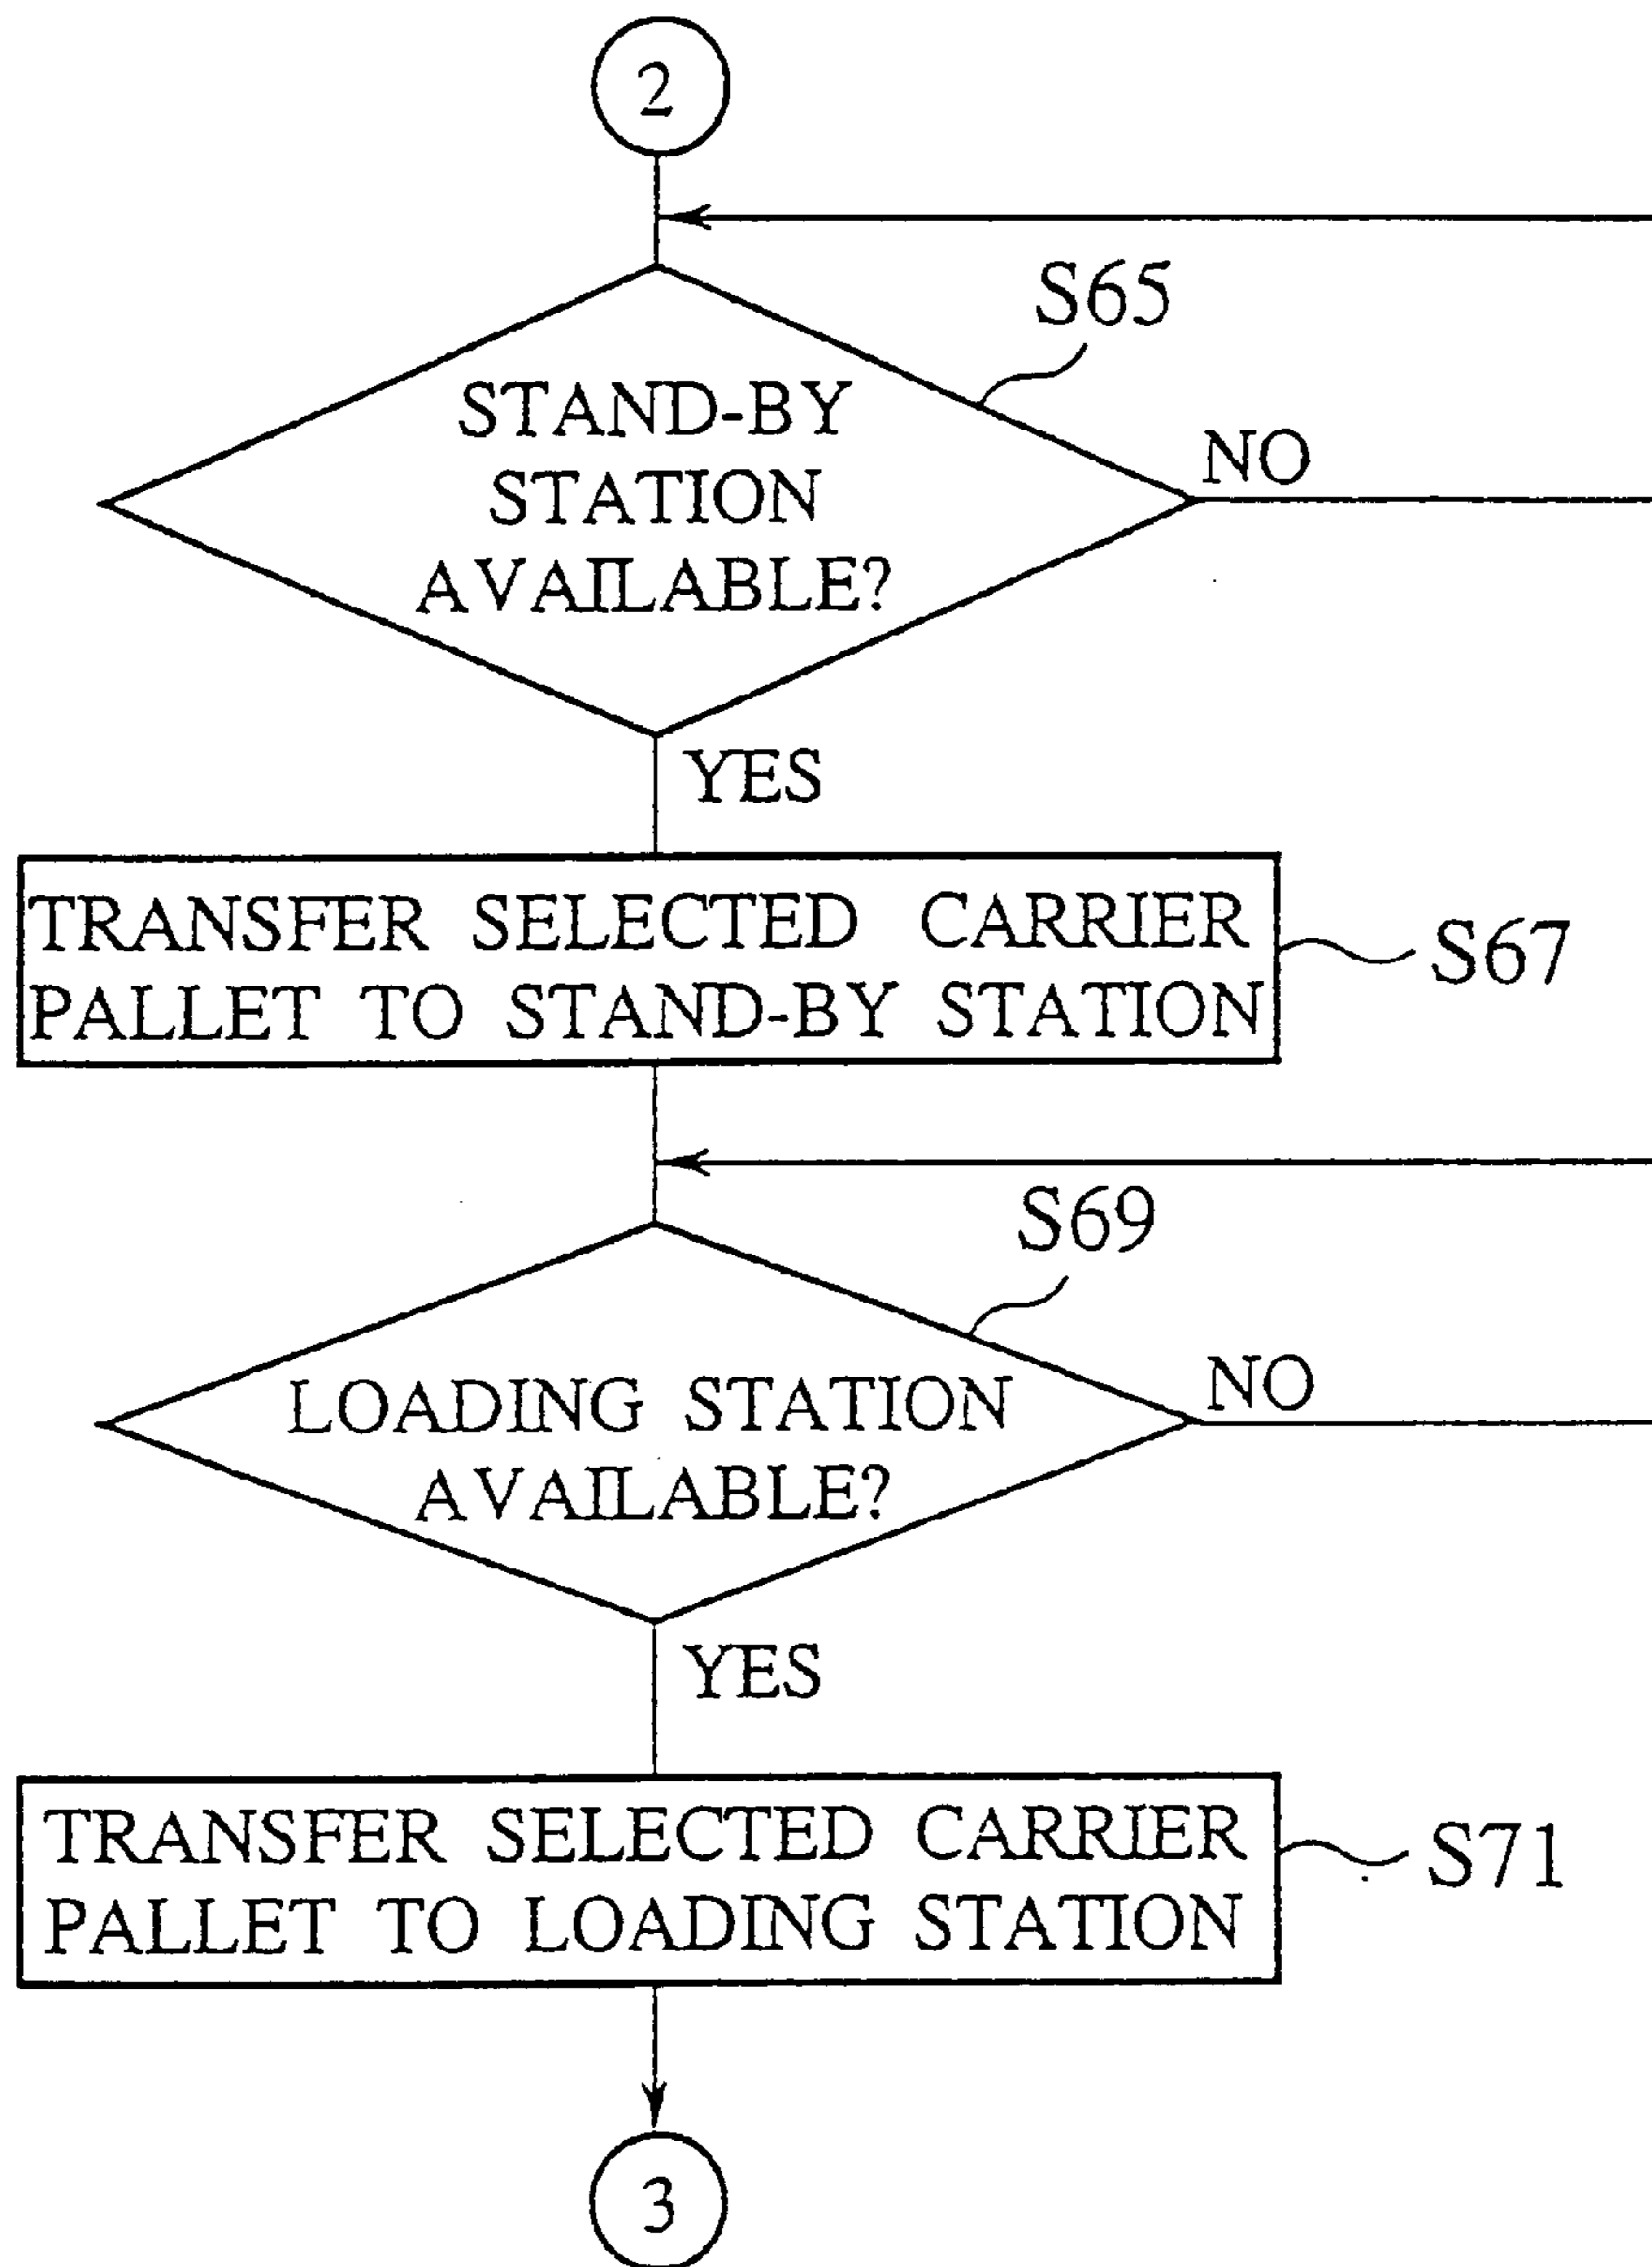 2
S65
STAND-BY
STATION
AVAILABLE?
NO
YES
TRANSFER SELECTED CARRIER
PALLET TO STAND-BY STATION
S67
S69
LOADING STATION
AVAILABLE?
NO
YES
TRANSFER SELECTED CARRIER
PALLET TO LOADING STATION
S71
3